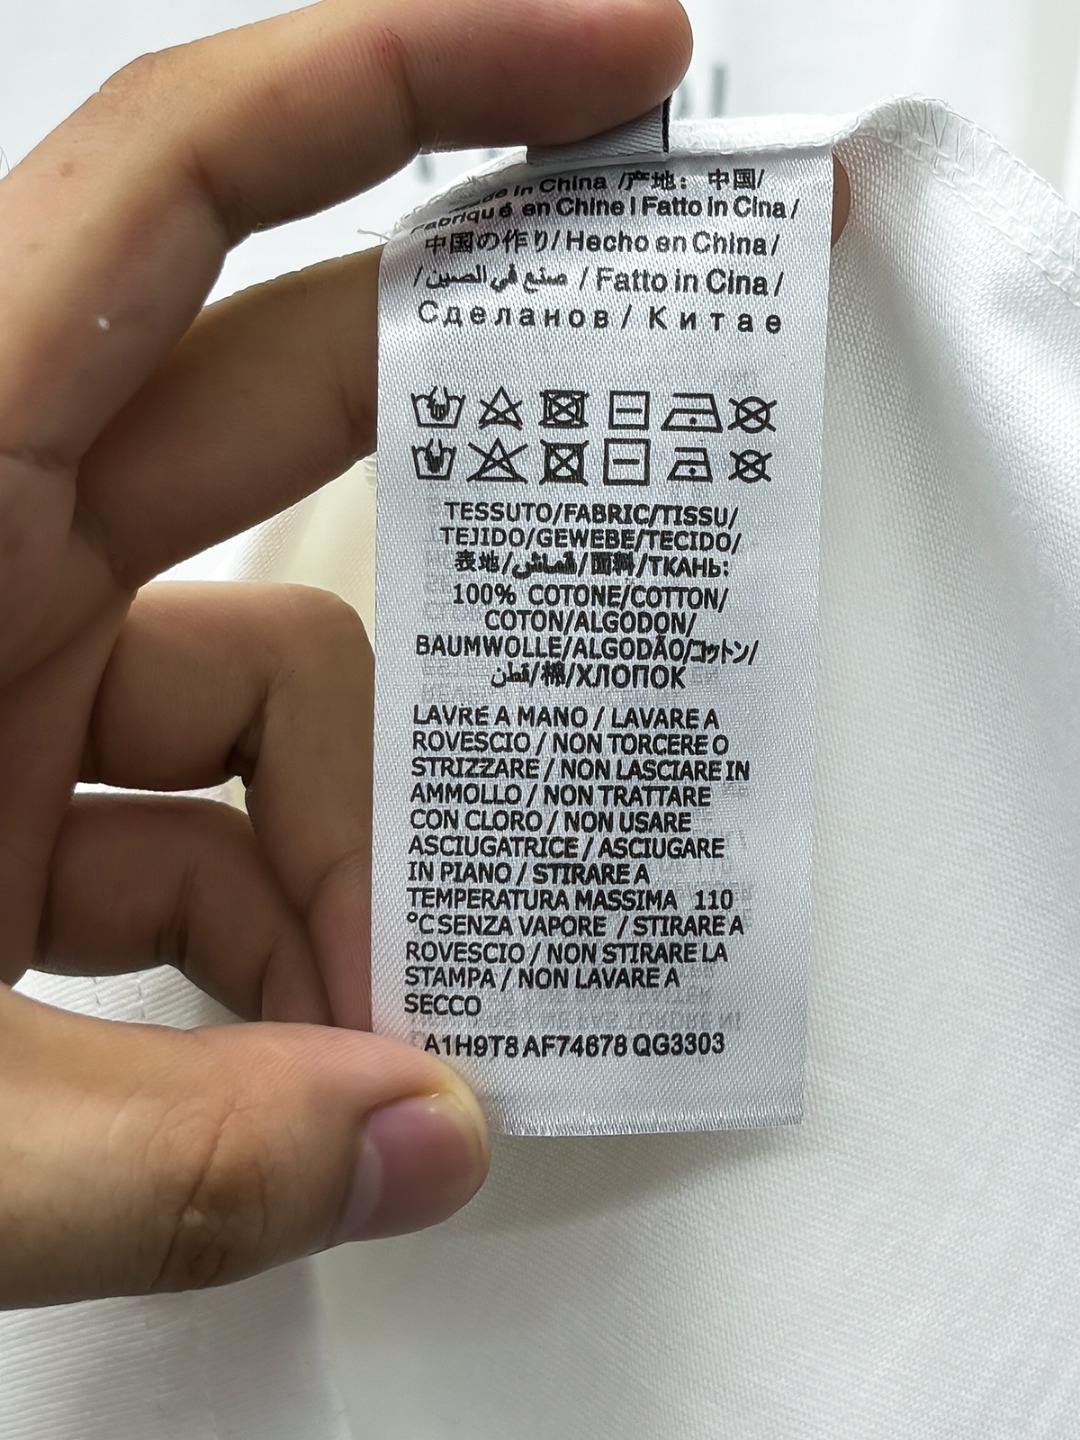 in China /产地: 中国/
Fabriqué en Chine | Fatto in Cina/
中国の作り/Hecho en China/
/صنع في الصين / Fatto in Cina /
Сделанов/ Китае
TESSUTO/FABRIC/TISSU/
TEJIDO/GEWEBE/TECIDO/
表地/قماش/面料/ТКАНЬ:
100% COTONE/COTTON/
COTON/ALGODON/
BAUMWOLLE/ALGODÃO/コットン/
قطن/棉/ХЛОПОК
LAVRE A MANO / LAVARE A
ROVESCIO / NON TORCERE O
STRIZZARE / NON LASCIARE IN
AMMOLLO / NON TRATTARE
CON CLORO / NON USARE
ASCIUGATRICE / ASCIUGARE
IN PIANO / STIRARE A
TEMPERATURA MASSIMA 110
°C SENZA VAPORE / STIRARE A
ROVESCIO / NON STIRARE LA
STAMPA / NON LAVARE A
SECCO
A1H9T8 AF74678 QG3303